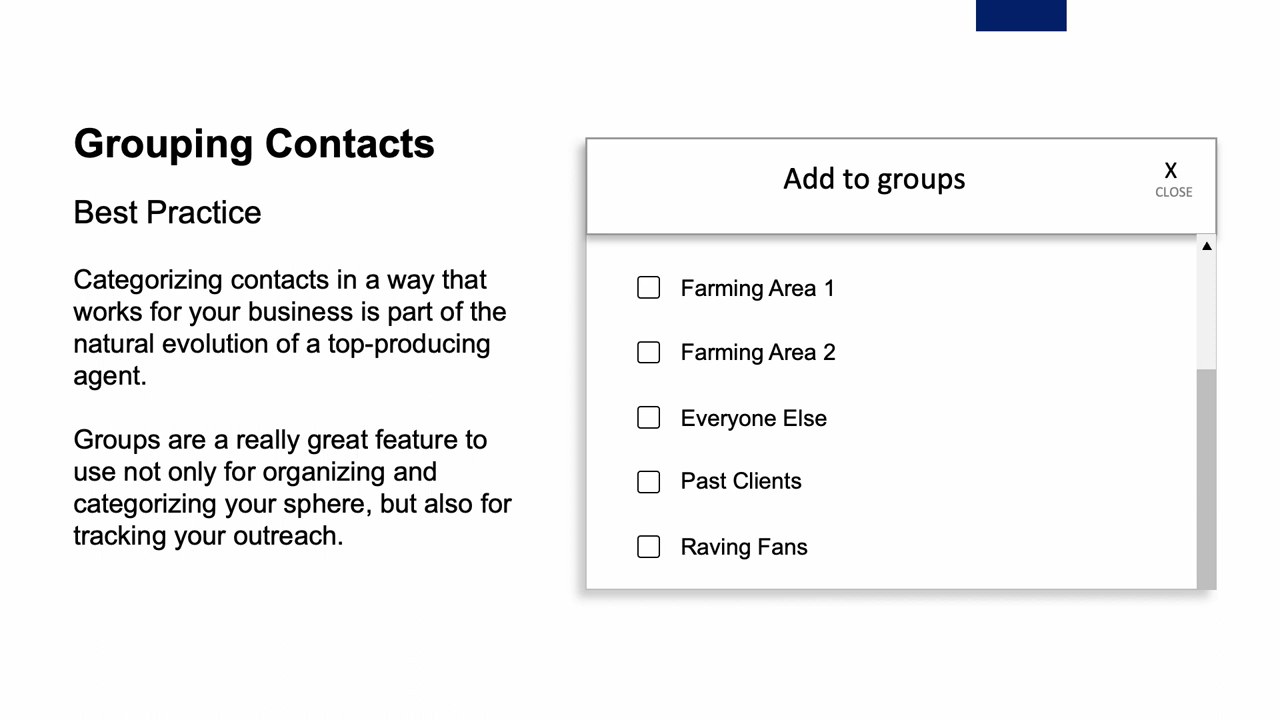 Grouping Contacts
Best Practice
Categorizing contacts in a way that
works for your business is part of the
natural evolution of a top-producing
agent.
Groups are a really great feature to
use not only for organizing and
categorizing your sphere, but also for
tracking your outreach.
Add to groups
X
CLOSE
Farming Area 1
Farming Area 2
Everyone Else
Past Clients
Raving Fans